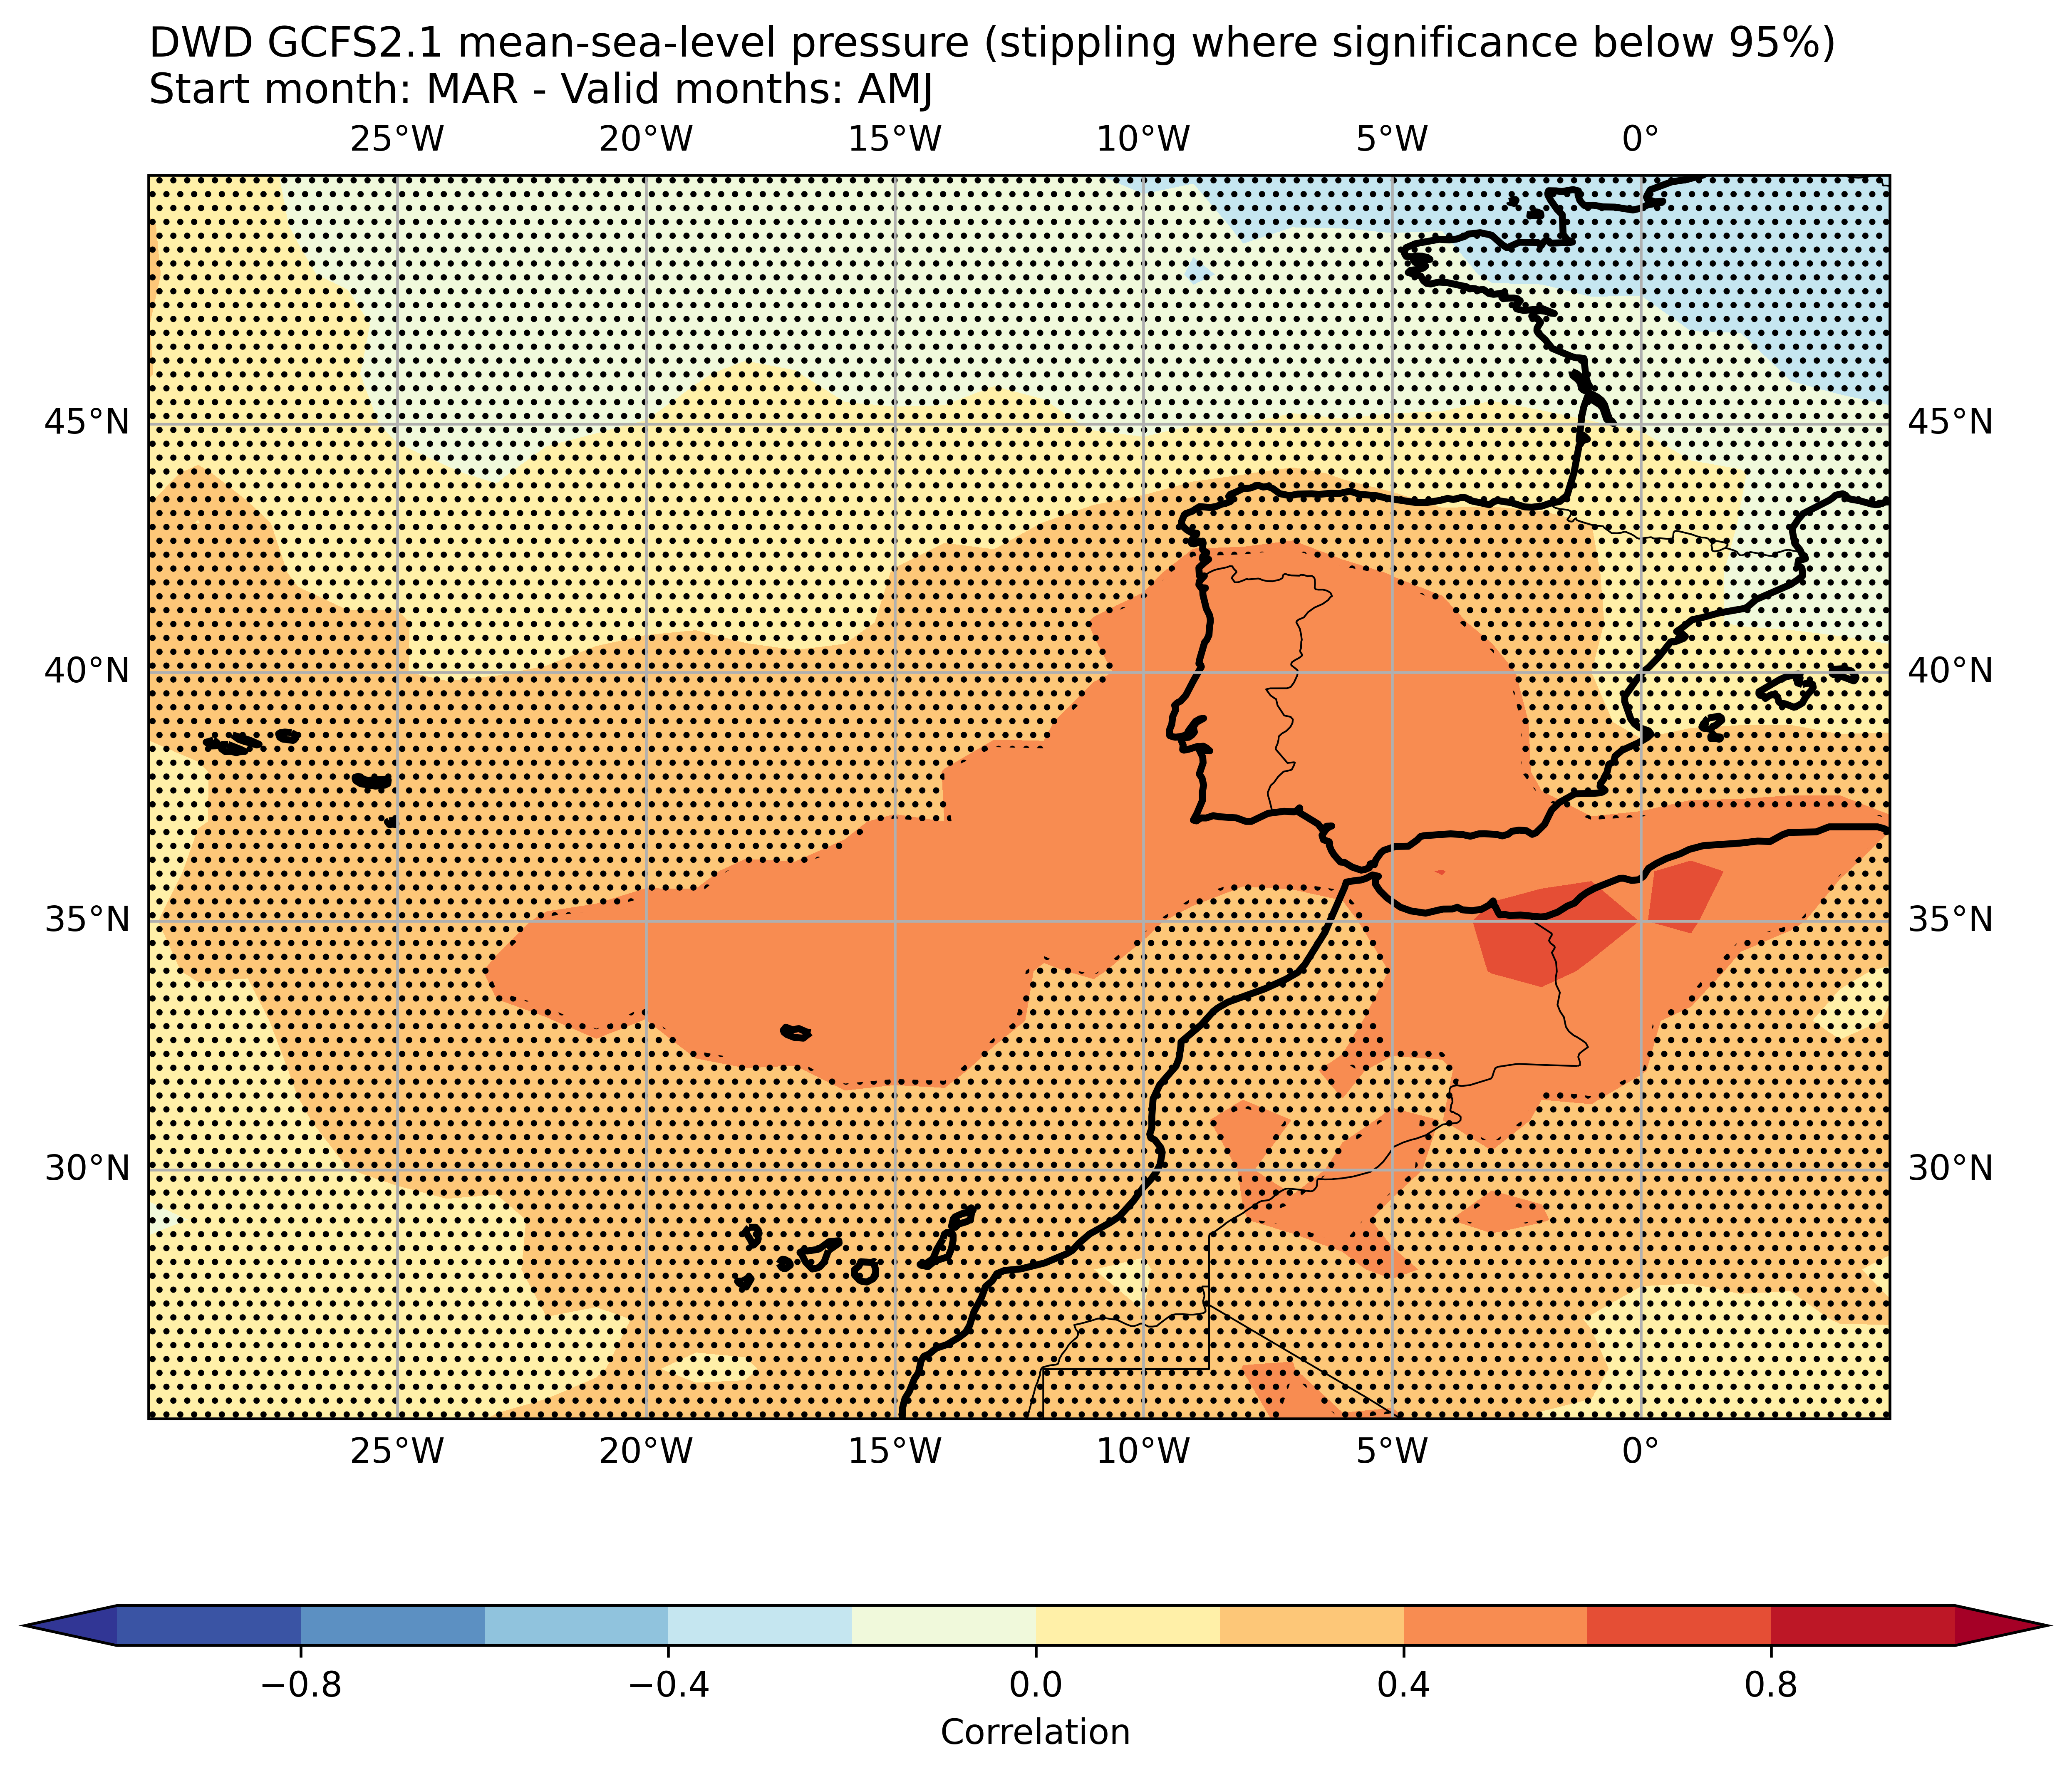 DWD GCFS2.1 mean-sea-level pressure (stippling where significance below 95%)
Start month: MAR - Valid months: AMJ
25°W 20°W 15°W 10°W 5°W 0°
45°N 45°N
40°N 40°N
35°N 35°N
30°N 30°N
25°W 20°W 15°W 10°W 5°W 0°
−0.8 −0.4 0.0 0.4 0.8
Correlation